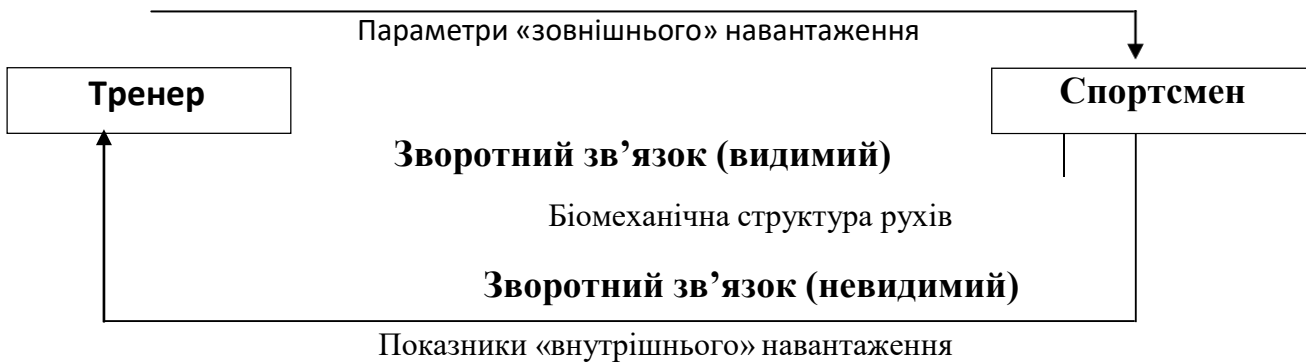 Параметри «зовнішнього» навантаження
Тренер
Спортсмен
Зворотний зв’язок (видимий)
Біомеханічна структура рухів
Зворотний зв’язок (невидимий)
Показники «внутрішнього» навантаження